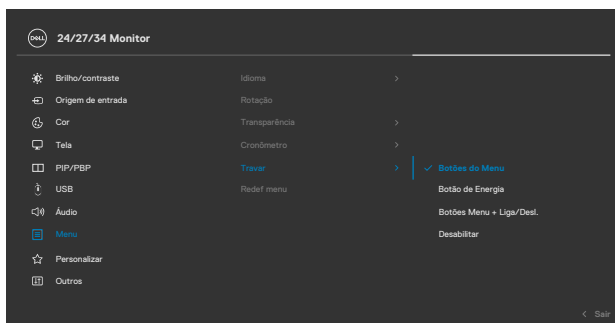 DELL 24/27/34 Monitor
Brilho/contraste Idioma >
Origem de entrada Rotação
Cor Transparência >
Tela Cronômetro >
PIP/PBP Travar > ✓ Botões do Menu
USB Redef menu Botão de Energia
Áudio Botões Menu + Liga/Desl.
Menu Desabilitar
Personalizar
Outros
< Sair